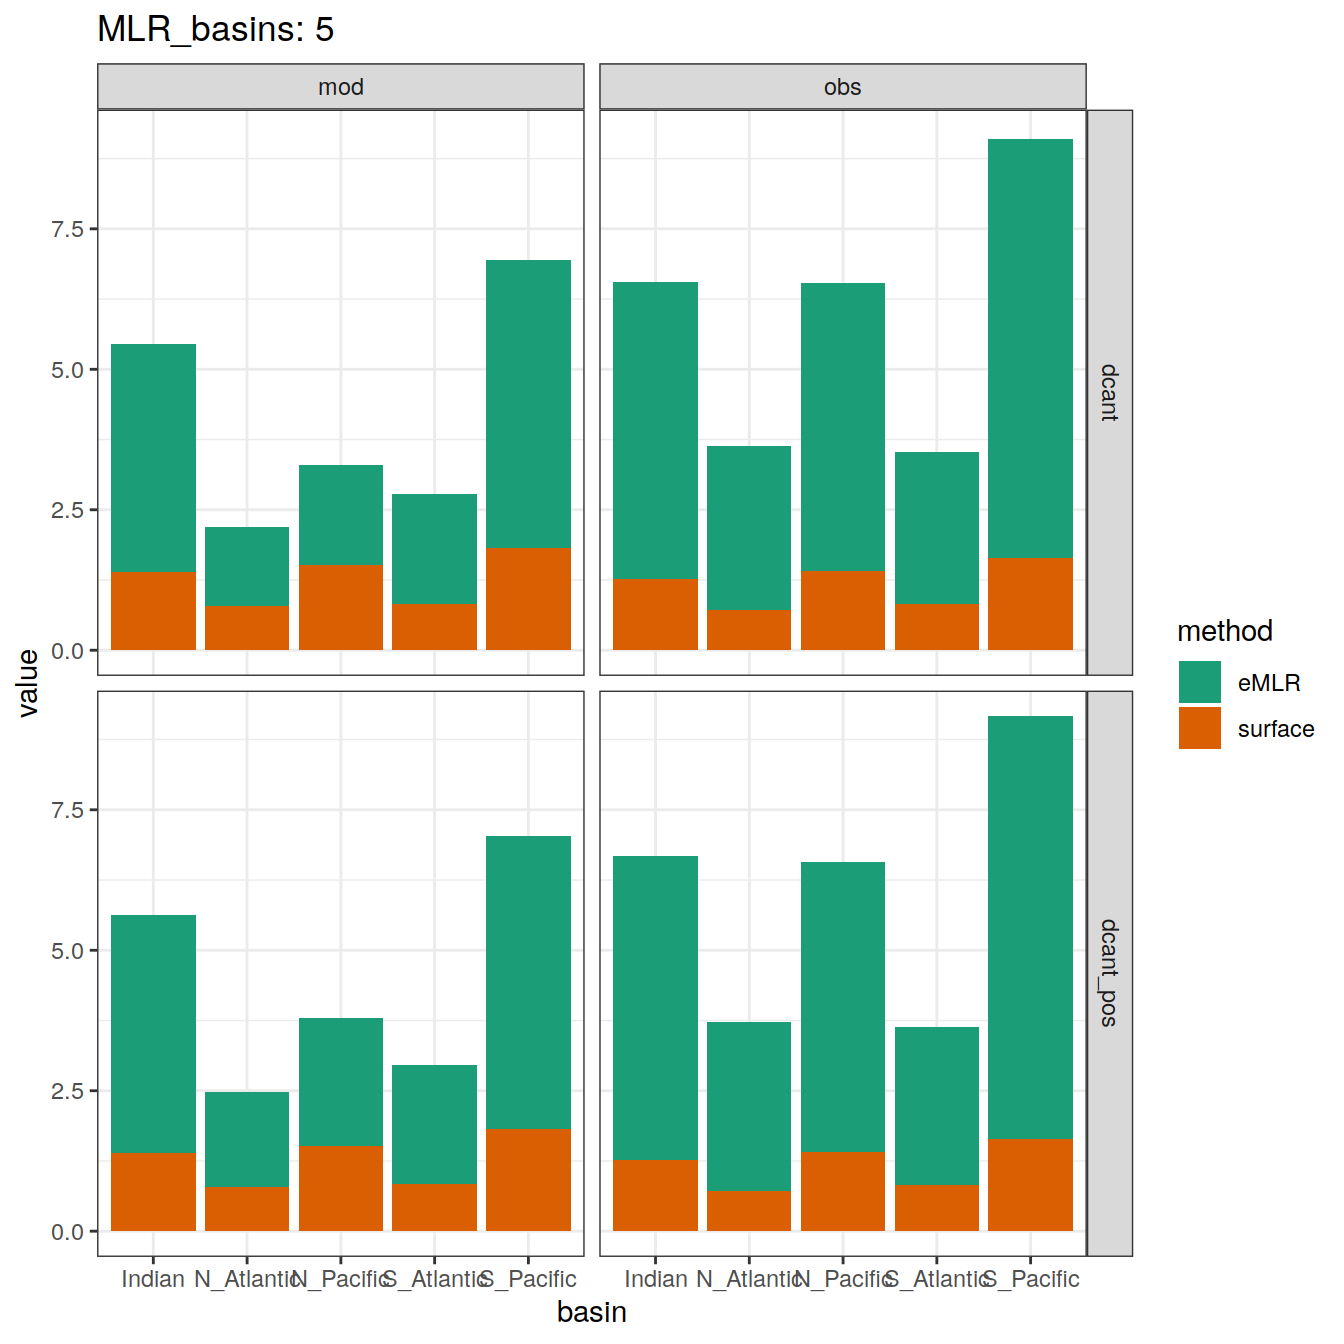 MLR_basins: 5
mod
obs
7.5
5.0
2.5
0.0
dcant
7.5
5.0
2.5
0.0
dcant_pos
value
Indian N_Atlantic N_Pacific S_Atlantic S_Pacific
Indian N_Atlantic N_Pacific S_Atlantic S_Pacific
basin
method
eMLR
surface